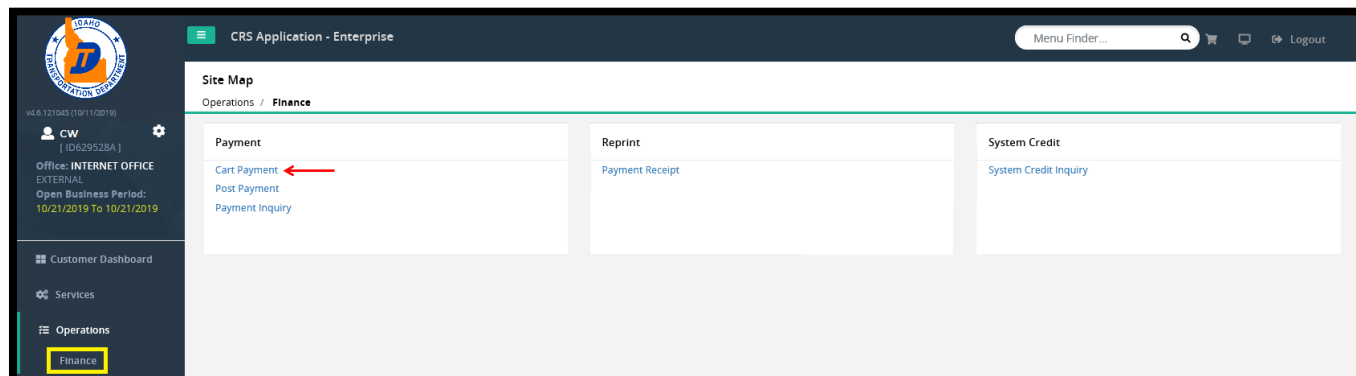 IDAHO
TRANSPORTATION DEPARTMENT
v4.6.121045 (10/11/2019)
CW
[ ID629528A ]
Office: INTERNET OFFICE
EXTERNAL
Open Business Period:
10/21/2019 To 10/21/2019
Customer Dashboard
Services
Operations
Finance
CRS Application - Enterprise
Menu Finder...
Logout
Site Map
Operations / Finance
Payment
Cart Payment
Post Payment
Payment Inquiry
Reprint
Payment Receipt
System Credit
System Credit Inquiry